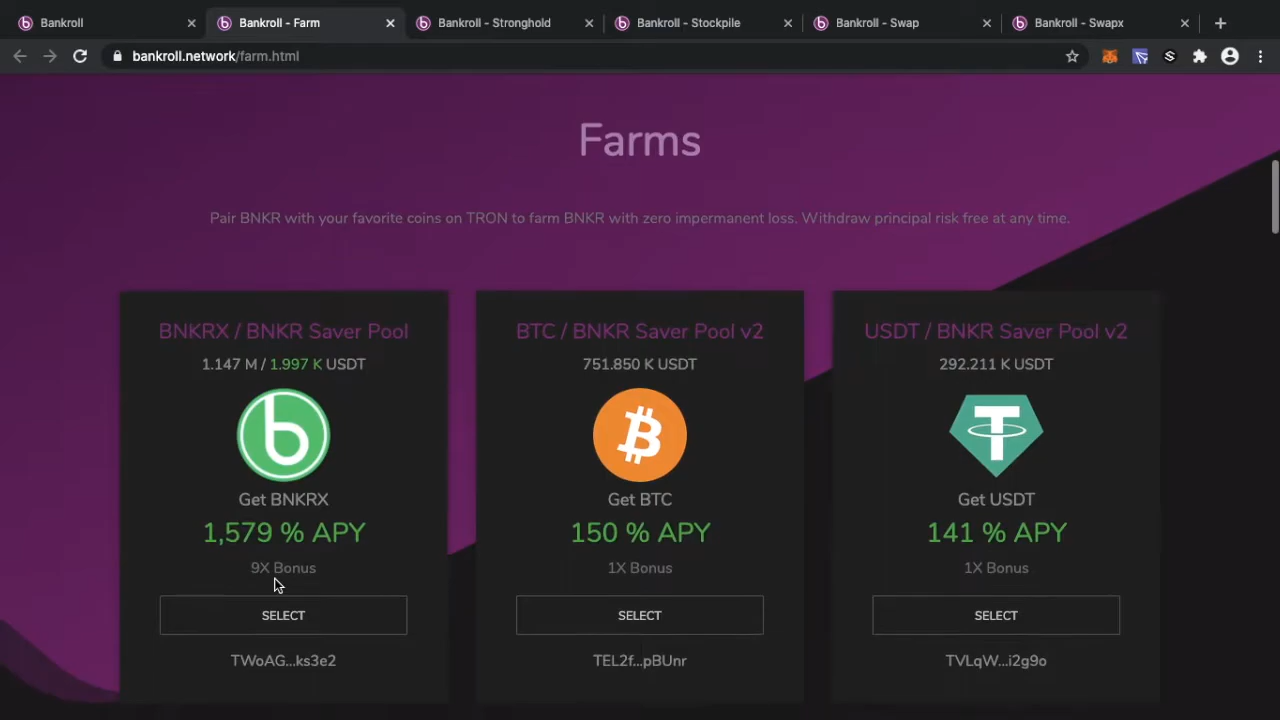 Bankroll
Bankroll - Farm
Bankroll - Stronghold
Bankroll - Stockpile
Bankroll - Swap
Bankroll - Swapx
bankroll.network/farm.html
Farms
Pair BNKR with your favorite coins on TRON to farm BNKR with zero impermanent loss. Withdraw principal risk free at any time.
BNKRX / BNKR Saver Pool
1.147 M / 1.997 K USDT
Get BNKRX
1,579 % APY
9X Bonus
SELECT
TWoAG...ks3e2
BTC / BNKR Saver Pool v2
751.850 K USDT
Get BTC
150 % APY
1X Bonus
SELECT
TEL2f...pBUnr
USDT / BNKR Saver Pool v2
292.211 K USDT
Get USDT
141 % APY
1X Bonus
SELECT
TVLqW...i2g9o